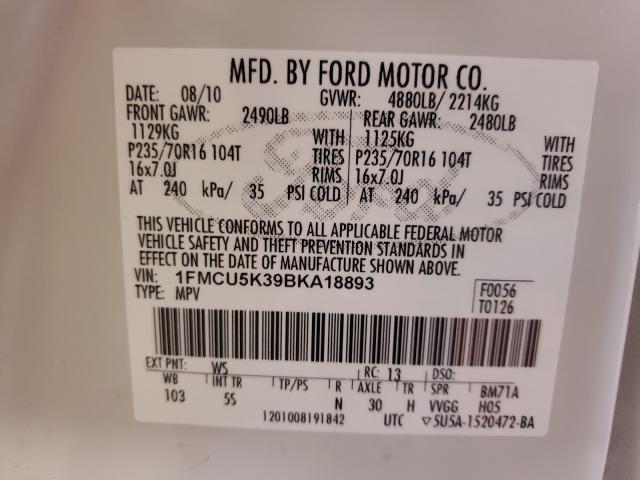 MFD. BY FORD MOTOR CO.
DATE: 08/10 GVWR: 4880LB/ 2214KG
FRONT GAWR: 2490LB REAR GAWR: 2480LB
1129KG WITH 1125KG WITH
P235/70R16 104T TIRES P235/70R16 104T TIRES
16x7.0J RIMS 16x7.0J RIMS
AT 240 kPa/ 35 PSI COLD AT 240 kPa/ 35 PSI COLD
Ford
THIS VEHICLE CONFORMS TO ALL APPLICABLE FEDERAL MOTOR
VEHICLE SAFETY AND THEFT PREVENTION STANDARDS IN
EFFECT ON THE DATE OF MANUFACTURE SHOWN ABOVE.
VIN: 1FMCU5K39BKA18893
TYPE: MPV
F0056
T0126
EXT PNT: WS RC: 13 DSO:
WB INT TR TP/PS R AXLE TR SPR BM71A
103 5S N 30 H VVGG H05
1201008191842 UTC ▽5U5A-1520472-BA